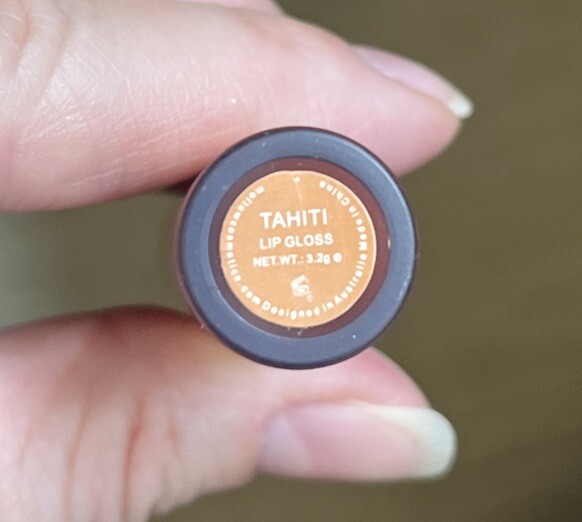 TAHITI
LIP GLOSS
NET.WT.: 3.2g e
Designed in Australia Made in China